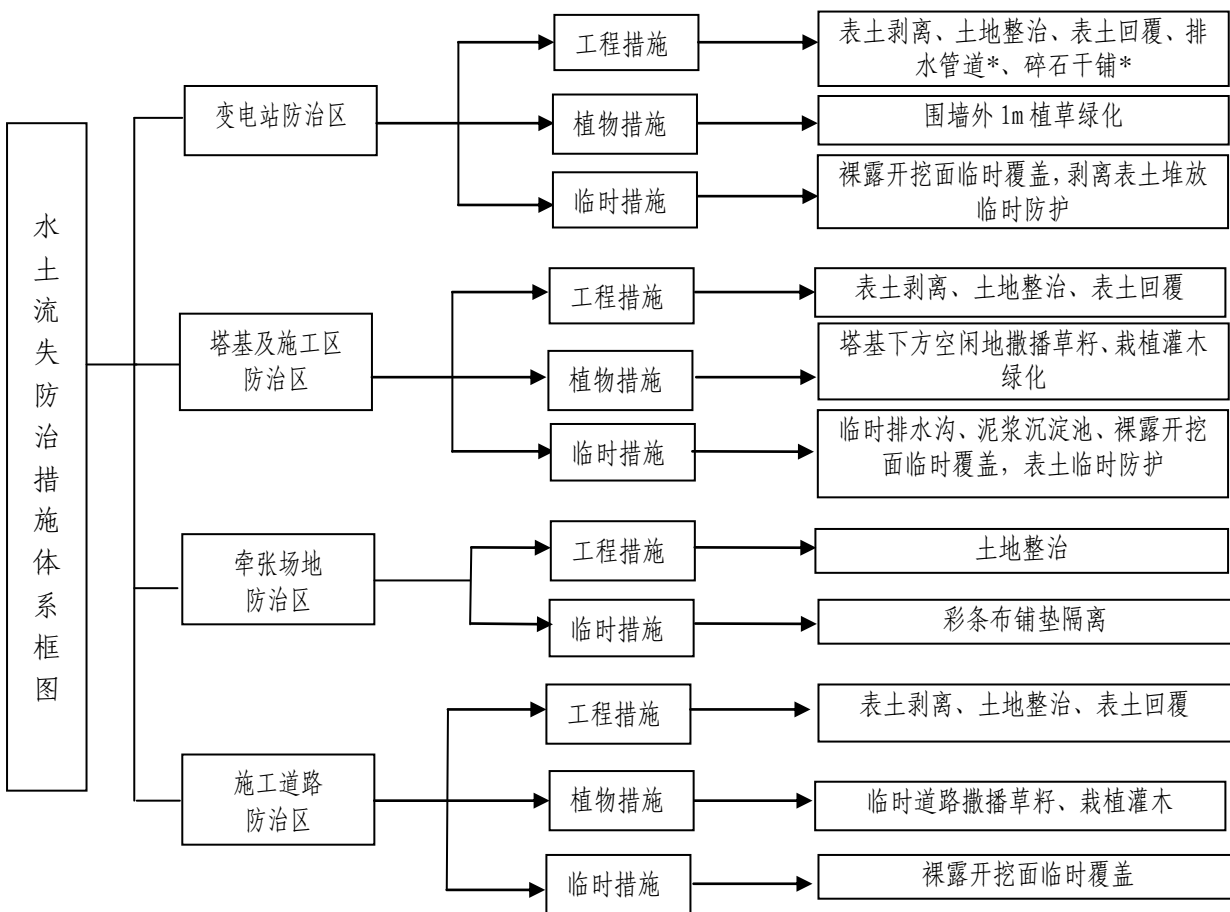 水土流失防治措施体系框图
变电站防治区
工程措施
表土剥离、土地整治、表土回覆、排
水管道*、碎石干铺*
植物措施
围墙外 1m 植草绿化
临时措施
裸露开挖面临时覆盖,剥离表土堆放
临时防护
塔基及施工区
防治区
工程措施
表土剥离、土地整治、表土回覆
植物措施
塔基下方空闲地撒播草籽、栽植灌木
绿化
临时措施
临时排水沟、泥浆沉淀池、裸露开挖
面临时覆盖，表土临时防护
牵张场地
防治区
工程措施
土地整治
临时措施
彩条布铺垫隔离
施工道路
防治区
工程措施
表土剥离、土地整治、表土回覆
植物措施
临时道路撒播草籽、栽植灌木
临时措施
裸露开挖面临时覆盖